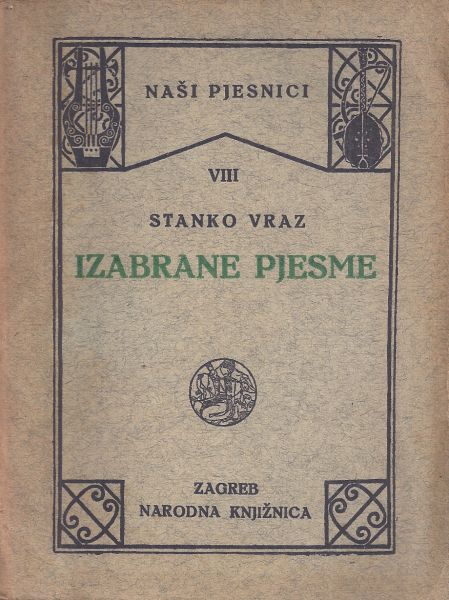 NAŠI PJESNICI
VIII
STANKO VRAZ
IZABRANE PJESME
ZAGREB
NARODNA KNJIŽNICA